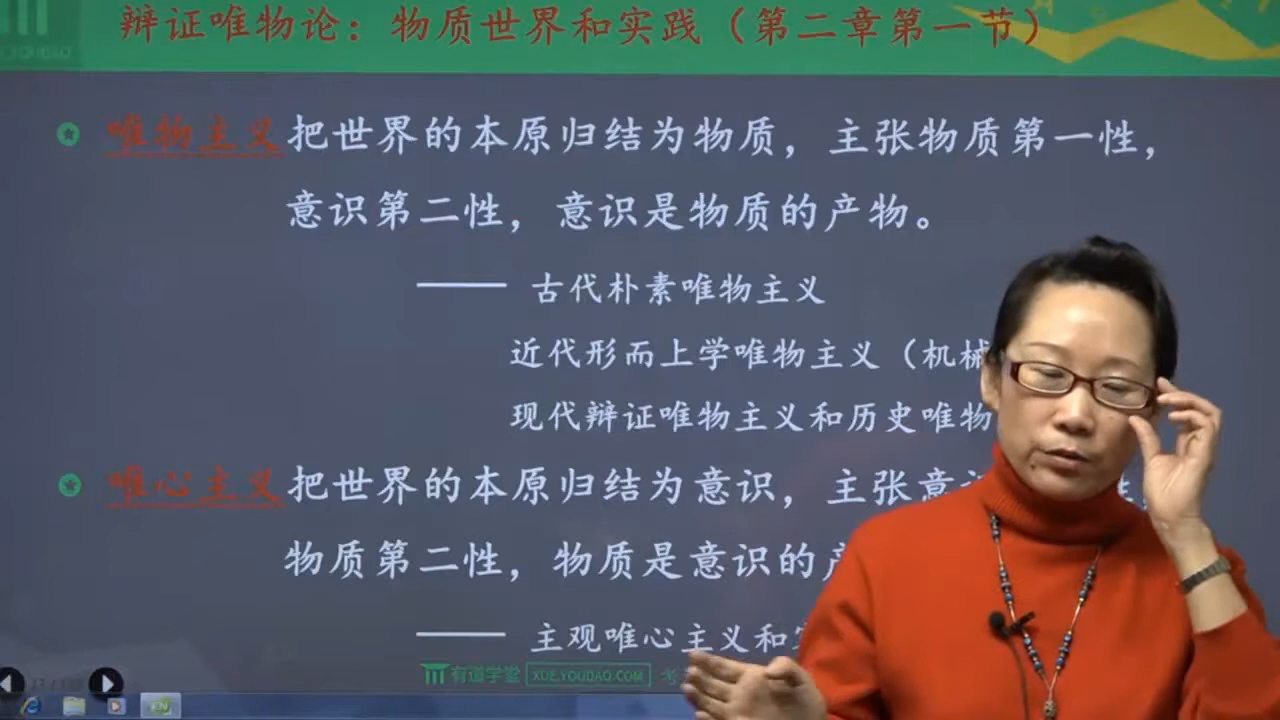 辩证唯物论：物质世界和实践（第二章第一节）
唯物主义把世界的本原归结为物质，主张物质第一性，
意识第二性，意识是物质的产物。
—— 古代朴素唯物主义
近代形而上学唯物主义（机械
现代辩证唯物主义和历史唯物
唯心主义把世界的本原归结为意识，主张意
物质第二性，物质是意识的
—— 主观唯心主义和
有道学堂 XUE.YOUDAO.COM 考